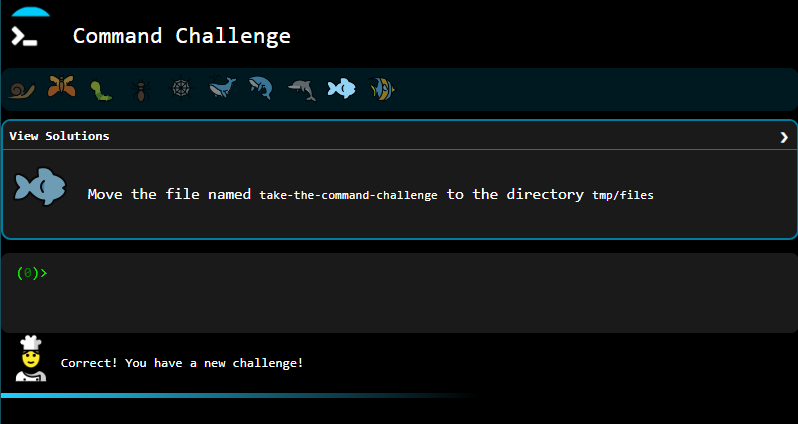 Command Challenge
View Solutions
Move the file named take-the-command-challenge to the directory tmp/files
(0)>
Correct! You have a new challenge!